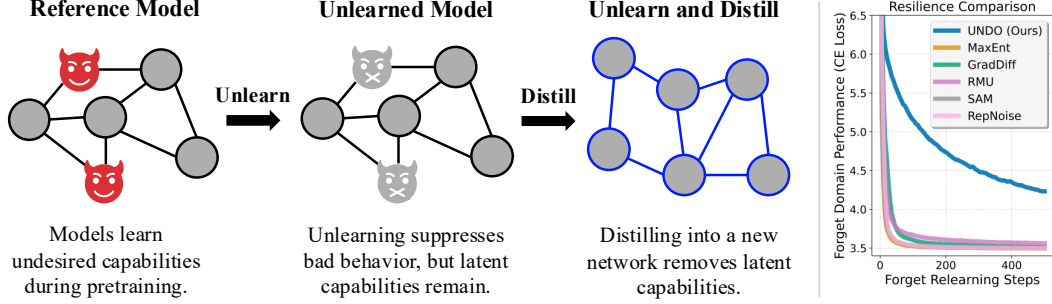 Reference Model
Unlearned Model
Unlearn and Distill
Unlearn
Distill
Models learn
undesired capabilities
during pretraining.
Unlearning suppresses
bad behavior, but latent
capabilities remain.
Distilling into a new
network removes latent
capabilities.
Resilience Comparison
Forget Domain Performance (CE Loss)
6.5
6.0
5.5
5.0
4.5
4.0
3.5
UNDO (Ours)
MaxEnt
GradDiff
RMU
SAM
RepNoise
0
200
400
Forget Relearning Steps